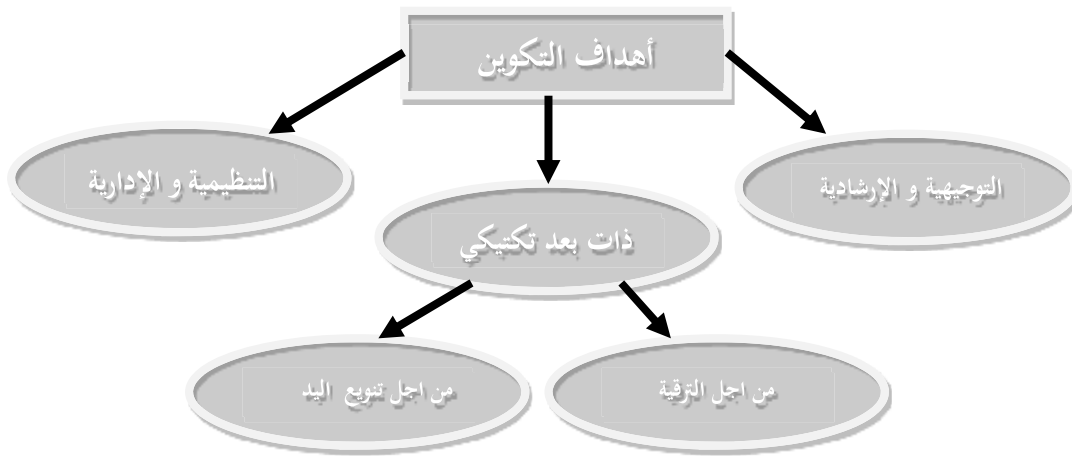 أهداف التكوين
التوجيهية و الإرشادية
ذات بعد تكتيكي
التنظيمية و الإدارية
من اجل الترقية
من اجل تنويع اليد